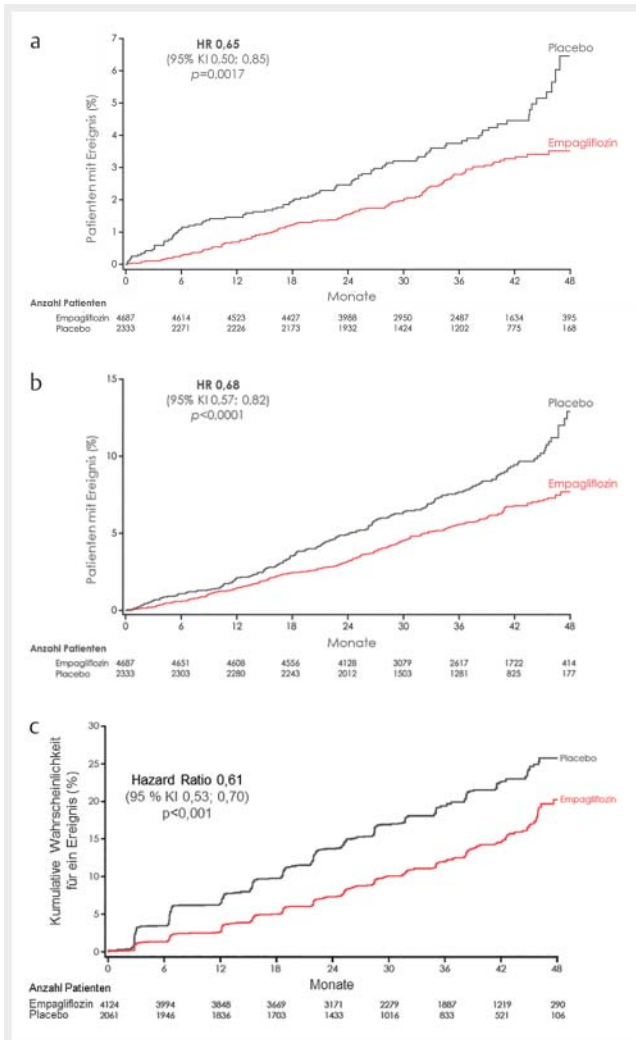 a
HR 0,65
(95% KI 0,50; 0,85)
p=0,0017
Placebo
Empagliflozin
Patienten mit Ereignis (%)
7
6
5
4
3
2
1
0
0 6 12 18 24 30 36 42 48
Monate
Anzahl Patienten
Empagliflozin 4687 4614 4523 4427 3988 2950 2487 1634 395
Placebo 2333 2271 2226 2173 1932 1424 1202 775 168
b
HR 0,68
(95% KI 0,57; 0,82)
p<0,0001
Placebo
Empagliflozin
Patienten mit Ereignis (%)
15
10
5
0
0 6 12 18 24 30 36 42 48
Monate
Anzahl Patienten
Empagliflozin 4687 4651 4608 4556 4128 3079 2617 1722 414
Placebo 2333 2303 2280 2243 2012 1503 1281 825 177
c
Hazard Ratio 0,61
(95 % KI 0,53; 0,70)
p<0,001
Placebo
Empagliflozin
Kumulative Wahrscheinlichkeit
für ein Ereignis (%)
30
25
20
15
10
5
0
0 6 12 18 24 30 36 42 48
Monate
Anzahl Patienten
Empagliflozin 4124 3994 3848 3669 3171 2279 1887 1219 290
Placebo 2061 1946 1836 1703 1433 1016 833 521 106